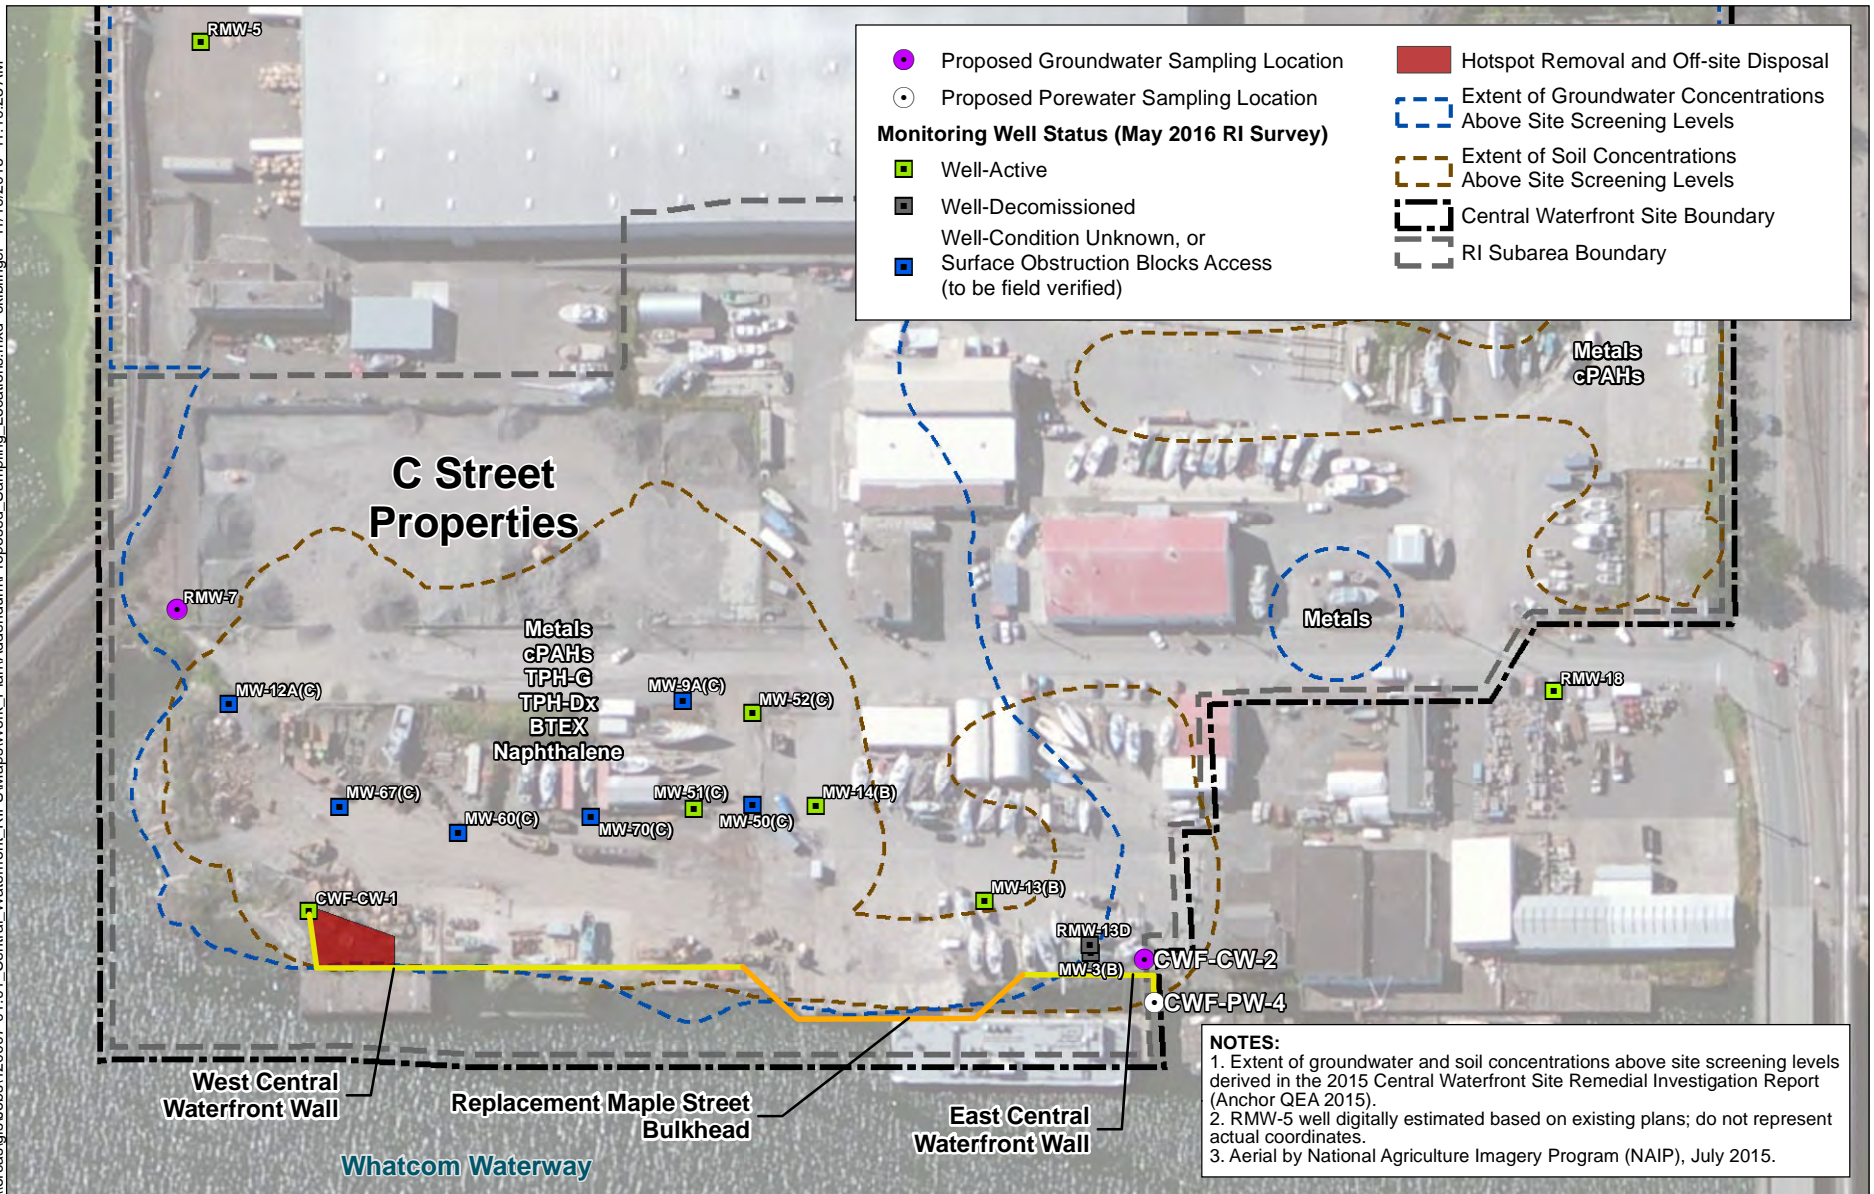 RMW-5
Proposed Groundwater Sampling Location
Proposed Porewater Sampling Location
Monitoring Well Status (May 2016 RI Survey)
Well-Active
Well-Decomissioned
Well-Condition Unknown, or
Surface Obstruction Blocks Access
(to be field verified)
Hotspot Removal and Off-site Disposal
Extent of Groundwater Concentrations
Above Site Screening Levels
Extent of Soil Concentrations
Above Site Screening Levels
Central Waterfront Site Boundary
RI Subarea Boundary
Metals
cPAHs
C Street
Properties
RMW-7
Metals
Metals
cPAHs
TPH-G
TPH-Dx
BTEX
Naphthalene
MW-12A(C)
MW-9A(C)
MW-52(C)
RMW-18
MW-67(C)
MW-60(C)
MW-70(C)
MW-51(C)
MW-50(C)
MW-14(B)
CWF-CW-1
MW-13(B)
RMW-13D
MW-3(B)
CWF-CW-2
CWF-PW-4
West Central
Waterfront Wall
Replacement Maple Street
Bulkhead
East Central
Waterfront Wall
Whatcom Waterway
NOTES:
1. Extent of groundwater and soil concentrations above site screening levels
derived in the 2015 Central Waterfront Site Remedial Investigation Report
(Anchor QEA 2015).
2. RMW-5 well digitally estimated based on existing plans; do not represent
actual coordinates.
3. Aerial by National Agriculture Imagery Program (NAIP), July 2015.